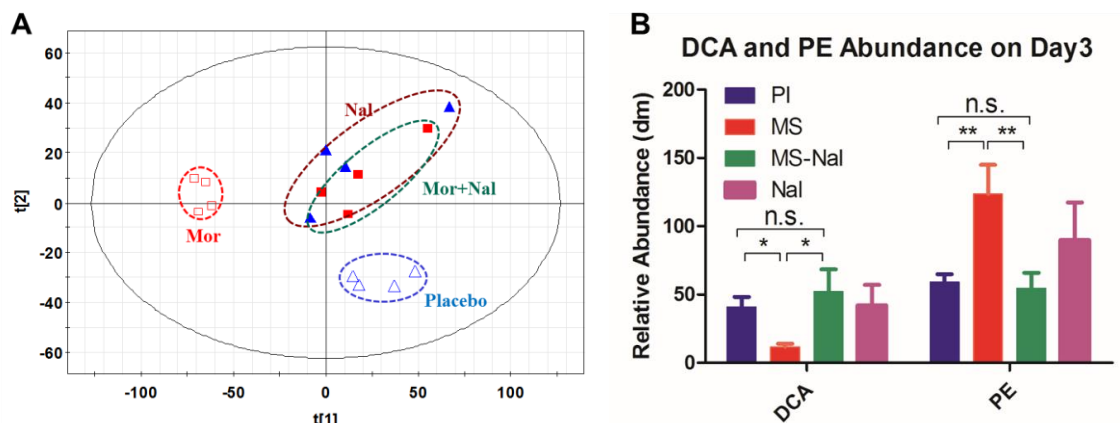 A
60
40
20
0
-20
-40
-60
t[2]
Nal
Mor+Nal
Mor
Placebo
-100
-50
0
50
100
t[1]
B
DCA and PE Abundance on Day3
200
150
100
50
0
Relative Abundance (dm)
PI
MS
MS-Nal
Nal
n.s.
* *
n.s.
** **
DCA
PE